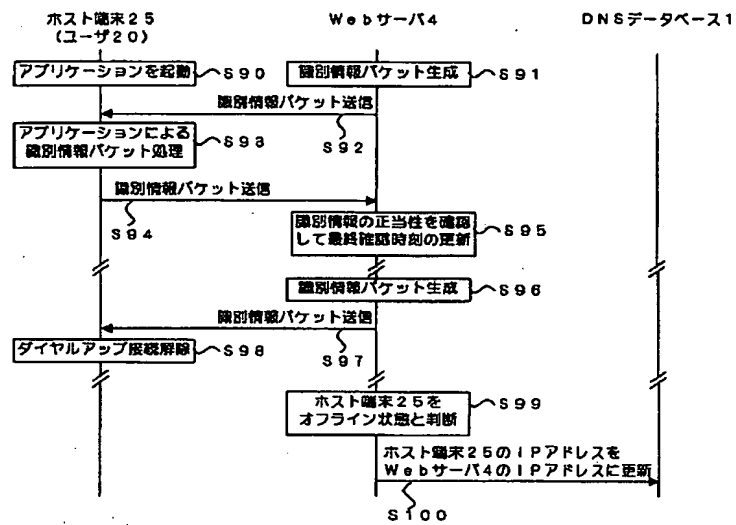 ホスト端末25
(ユーザ20)
Webサーバ4
DNSデータベース1
アプリケーションを起動
S90
識別情報パケット生成
S91
識別情報パケット送信
S92
アプリケーションによる
識別情報パケット処理
S93
識別情報パケット送信
S94
識別情報の正当性を確認
して最終確認時刻の更新
S95
識別情報パケット生成
S96
識別情報パケット送信
S97
ダイヤルアップ接続解除
S98
ホスト端末25を
オフライン状態と判断
S99
ホスト端末25のIPアドレスを
Webサーバ4のIPアドレスに更新
S100